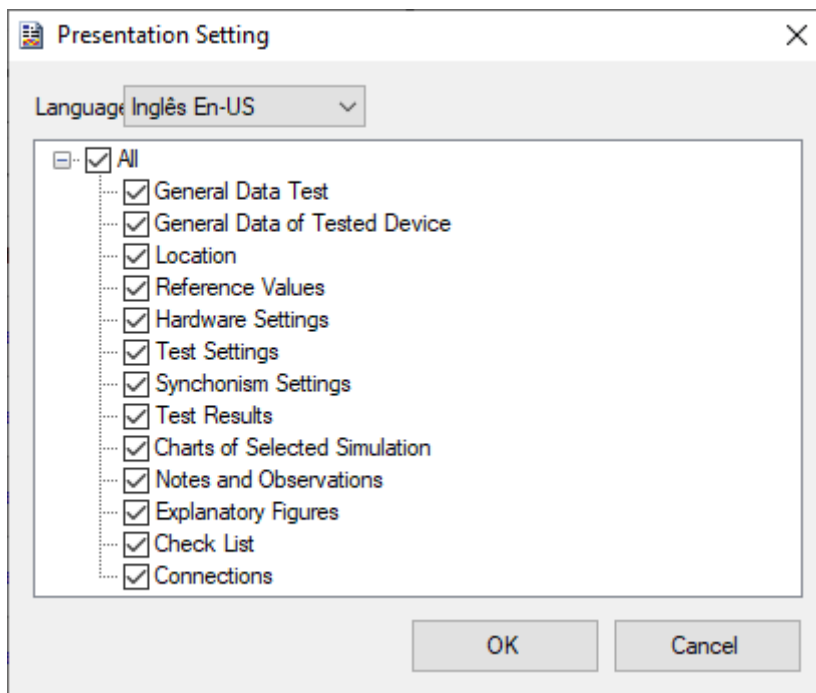 Presentation Setting
Language Inglês En-US
All
General Data Test
General Data of Tested Device
Location
Reference Values
Hardware Settings
Test Settings
Synchonism Settings
Test Results
Charts of Selected Simulation
Notes and Observations
Explanatory Figures
Check List
Connections
OK Cancel